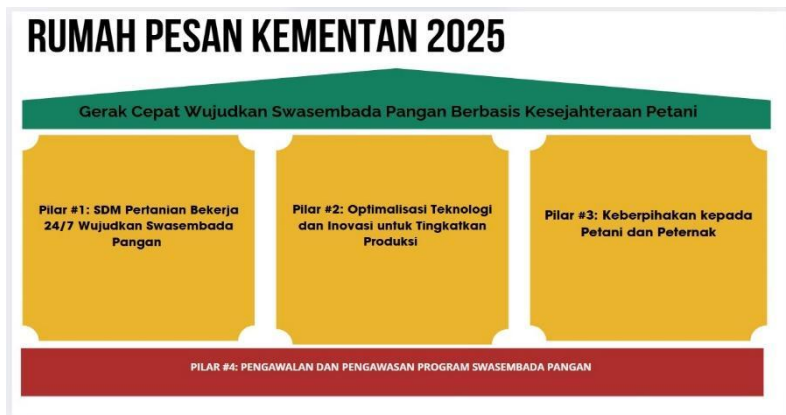 RUMAH PESAN KEMENTAN 2025
Gerak Cepat Wujudkan Swasembada Pangan Berbasis Kesejahteraan Petani
Pilar #1: SDM Pertanian Bekerja
24/7 Wujudkan Swasembada
Pangan
Pilar #2: Optimalisasi Teknologi
dan Inovasi untuk Tingkatkan
Produksi
Pilar #3: Keberpihakan kepada
Petani dan Peternak
PILAR #4: PENGAWALAN DAN PENGAWASAN PROGRAM SWASEMBADA PANGAN